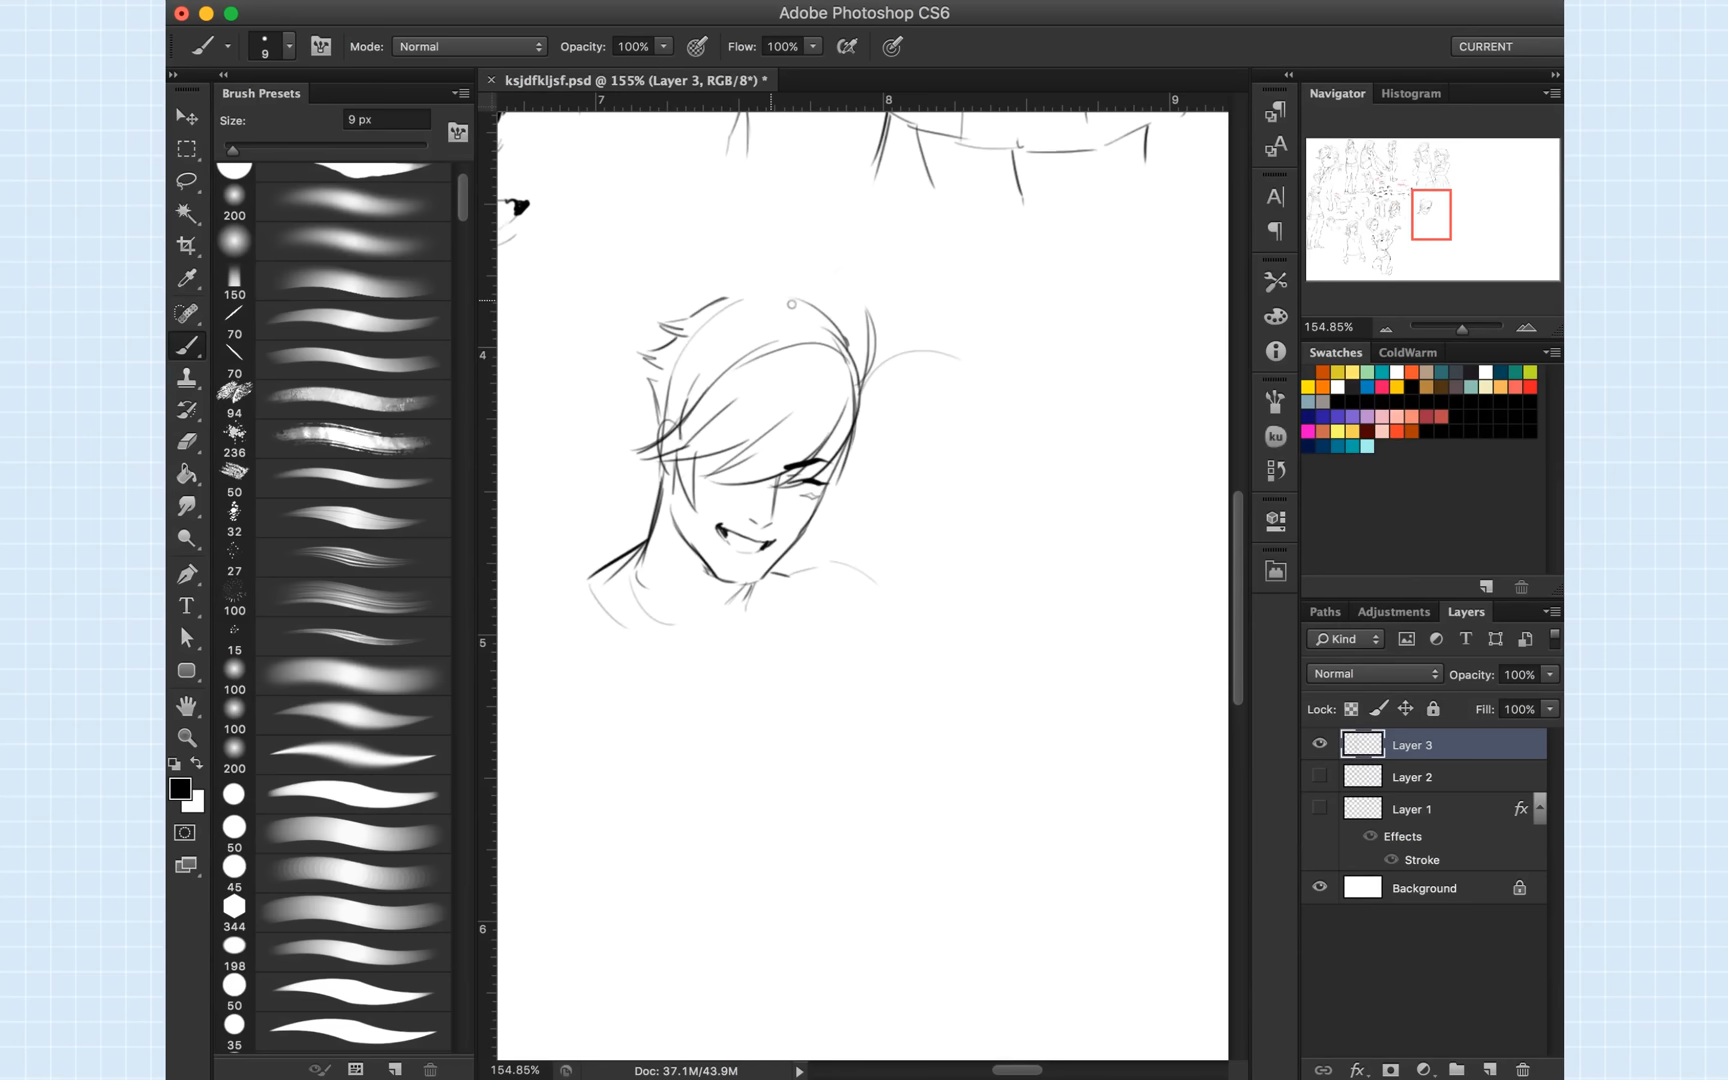 Adobe Photoshop CS6
9
Mode:
Normal
Opacity:
100%
Flow:
100%
CURRENT
Brush Presets
ksjdfkljsf.psd @ 155% (Layer 3, RGB/8*) *
Navigator
Histogram
Size:
9 px
7
8
9
200
150
70
70
94
236
50
32
27
100
15
100
100
200
50
45
344
198
50
35
4
5
6
154.85%
Swatches
ColdWarm
ku
Paths
Adjustments
Layers
Kind
Normal
Opacity:
100%
Lock:
Fill:
100%
Layer 3
Layer 2
Layer 1
fx
Effects
Stroke
Background
154.85%
Doc: 37.1M/43.9M
fx